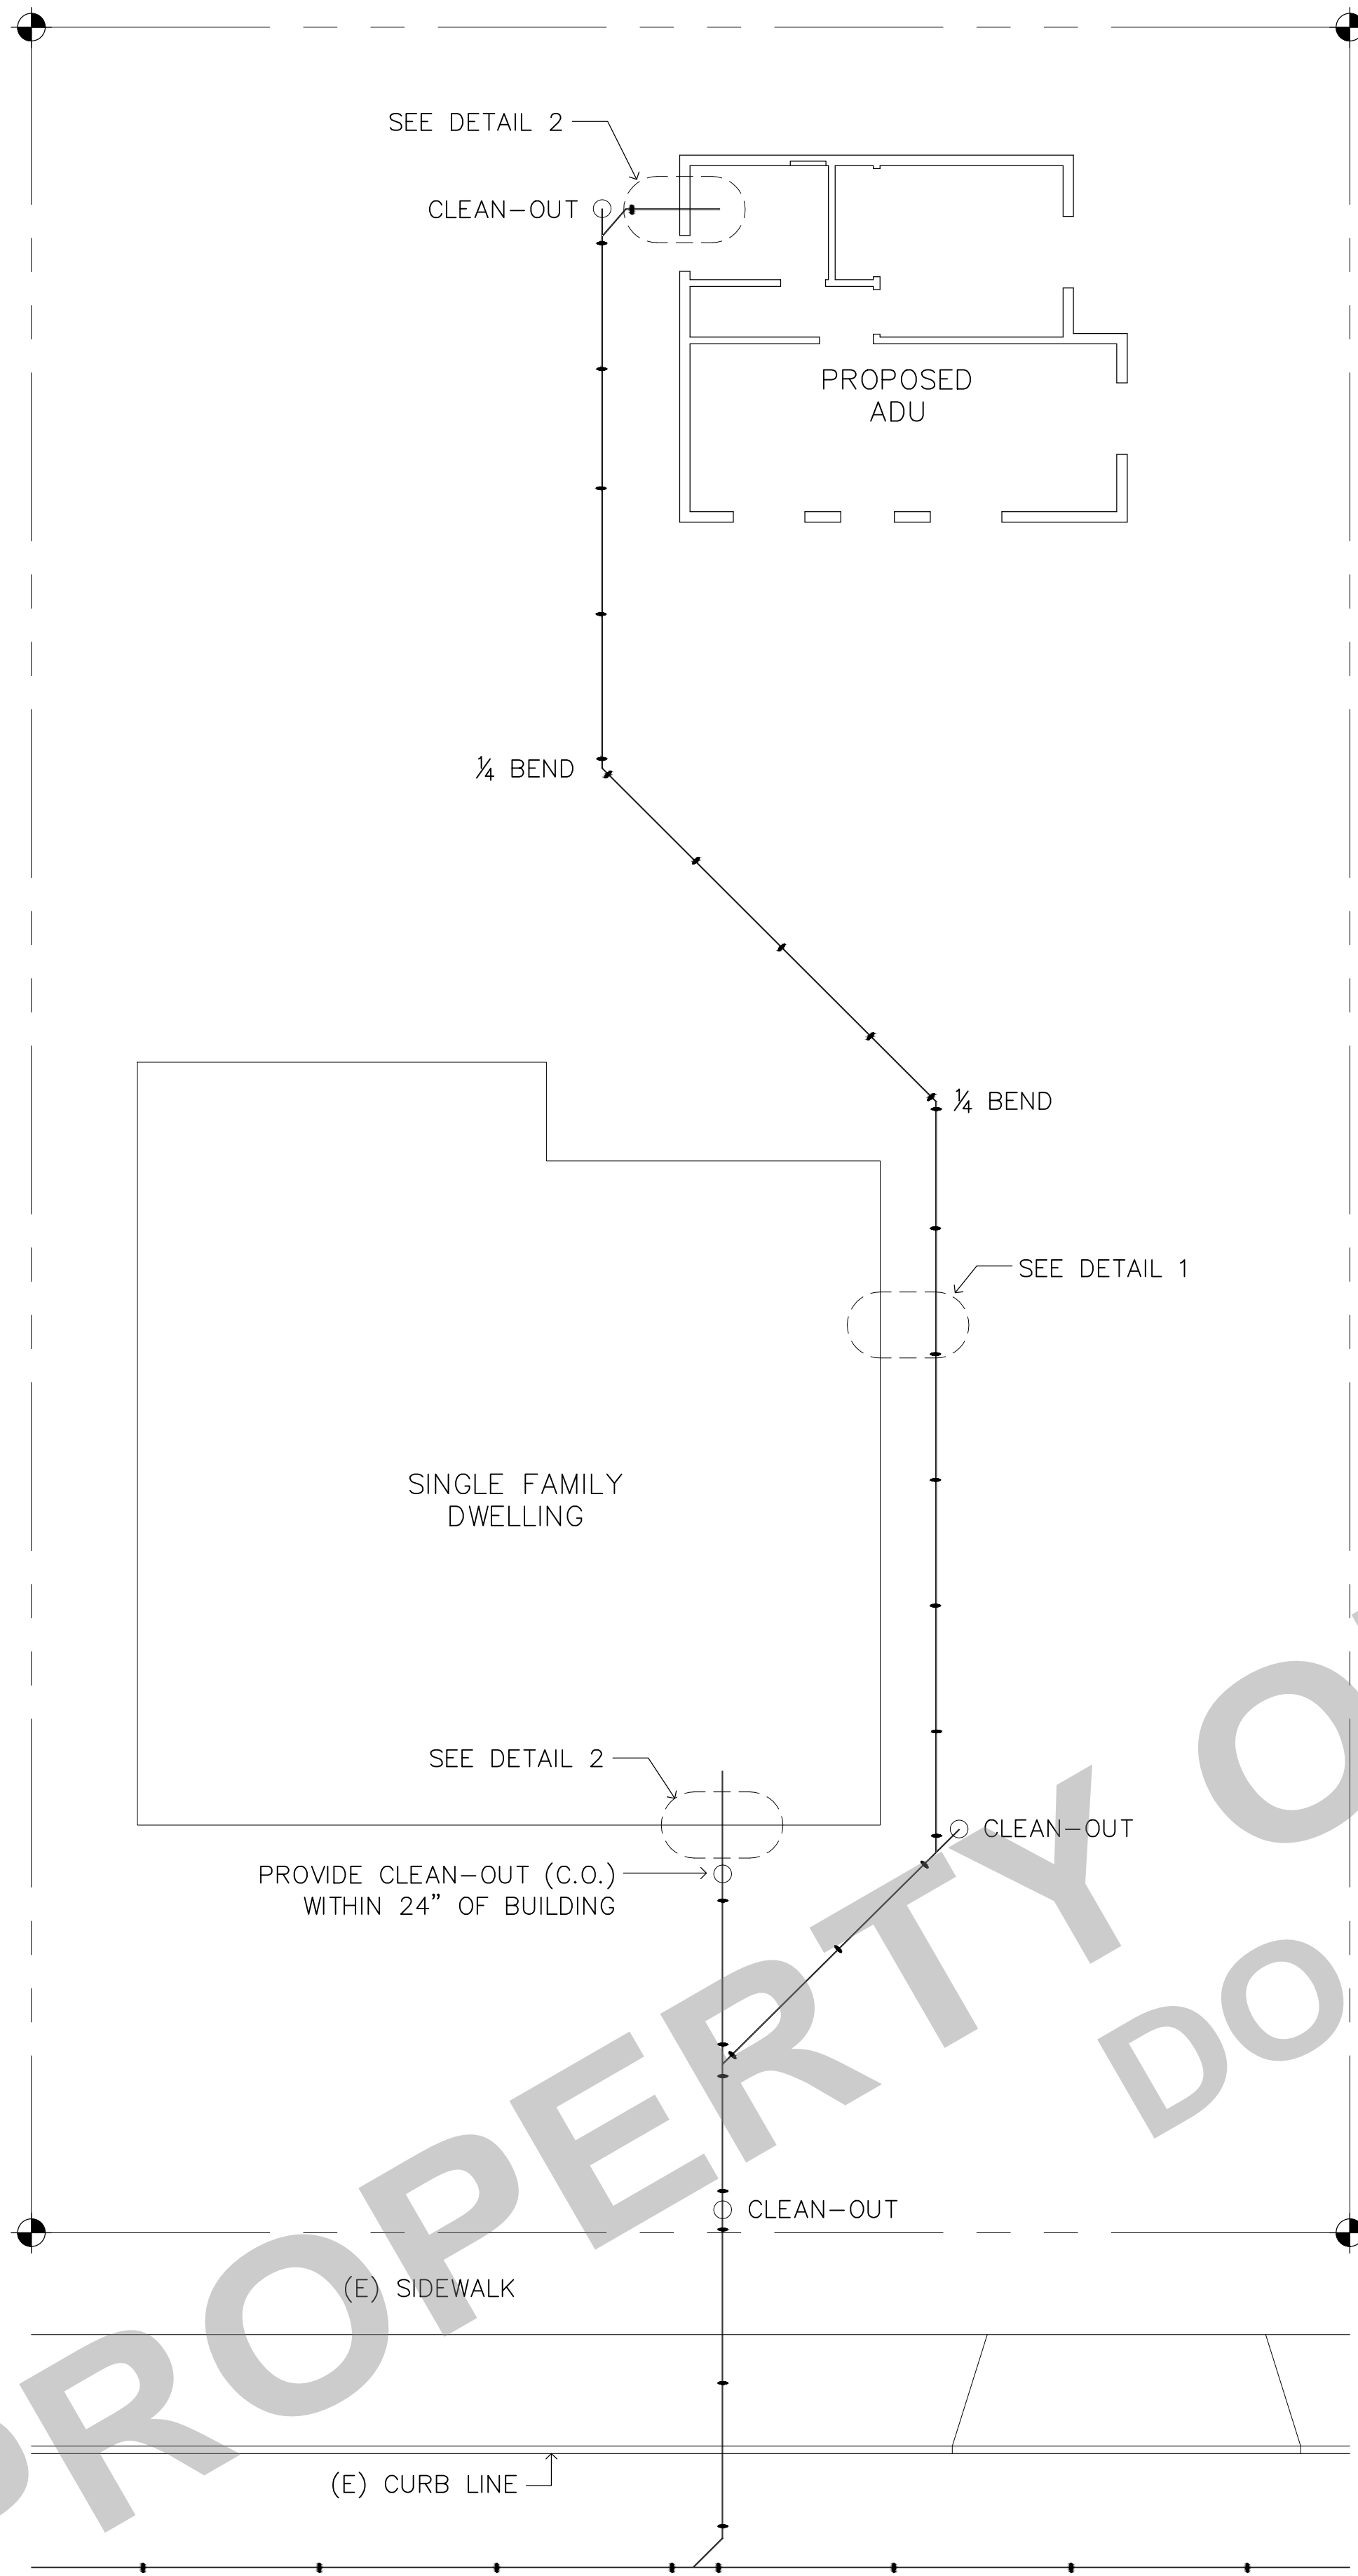 SEE DETAIL 2
CLEAN-OUT
PROPOSED
ADU
¼ BEND
¼ BEND
SEE DETAIL 1
SINGLE FAMILY
DWELLING
SEE DETAIL 2
CLEAN-OUT
PROVIDE CLEAN-OUT (C.O.)
WITHIN 24” OF BUILDING
CLEAN-OUT
(E) SIDEWALK
(E) CURB LINE
PROPERTY O
DO